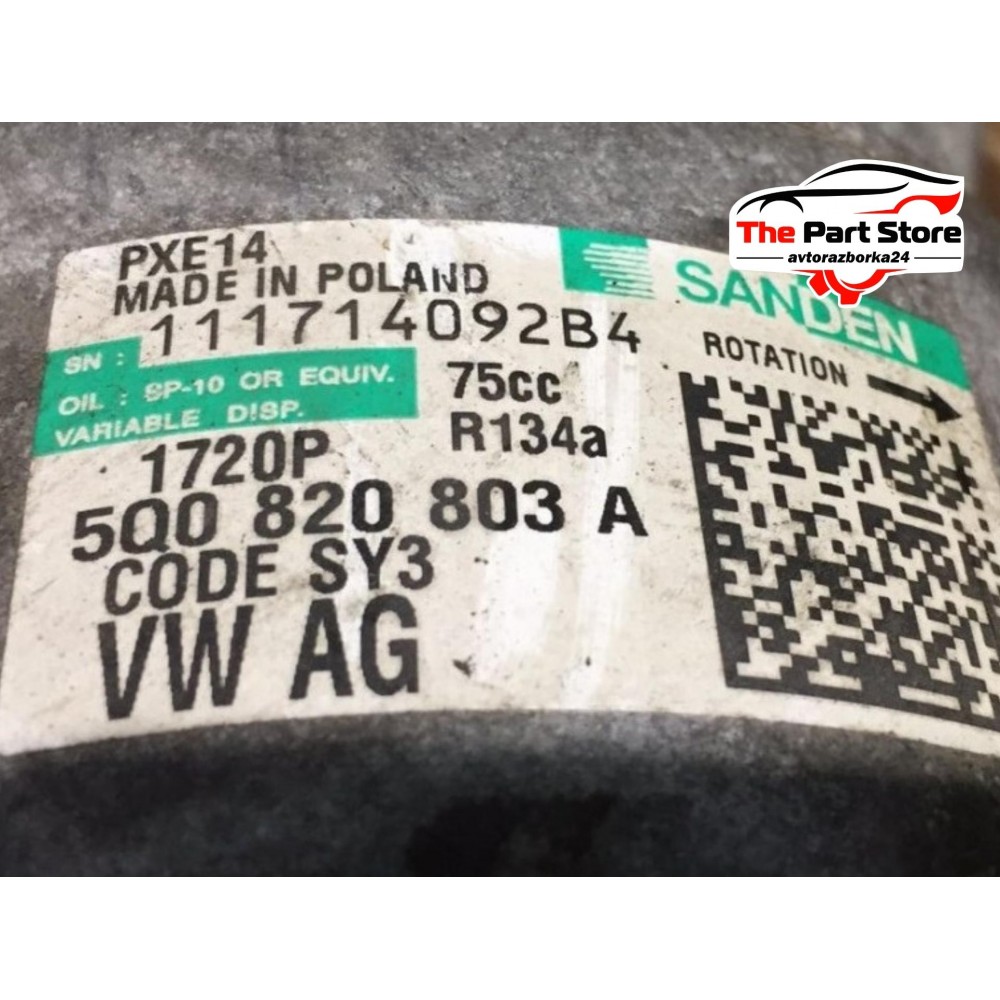 The Part Store
avtorazborka24
PXE14
MADE IN POLAND
SANDEN
SN : 111714092B4
ROTATION
OIL : SP-10 OR EQUIV. 75cc
VARIABLE DISP. R134a
1720P
5Q0 820 803 A
CODE SY3
VW AG